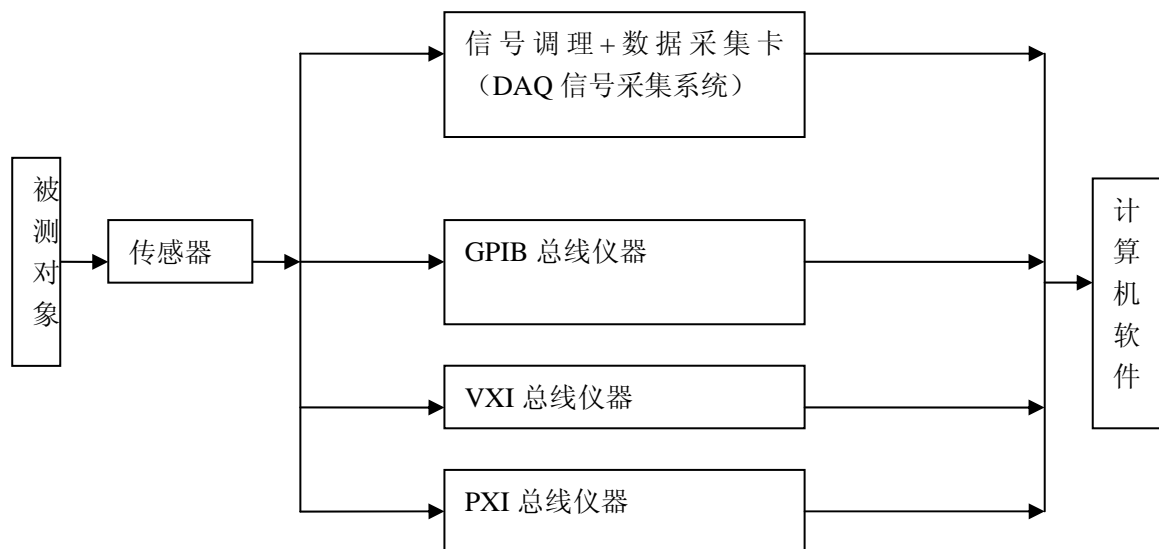 被测对象
传感器
信号调理+数据采集卡
（DAQ 信号采集系统）
GPIB 总线仪器
VXI 总线仪器
PXI 总线仪器
计算机软件